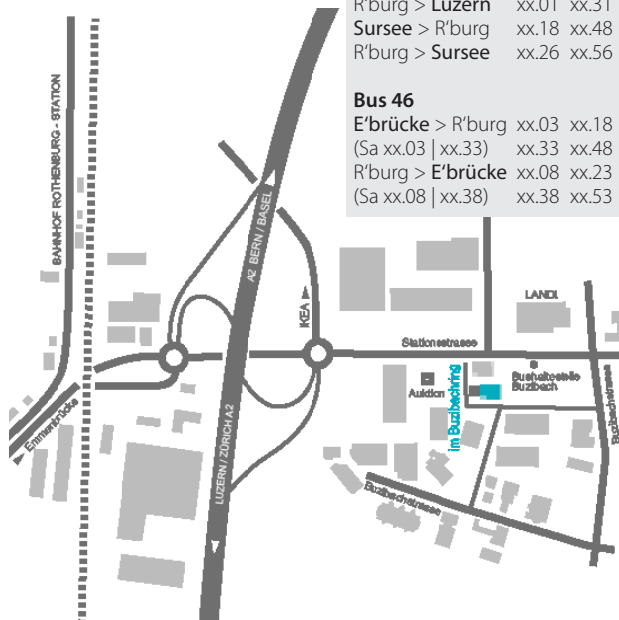 R'burg > Luzern xx.01 xx.31
Sursee > R'burg xx.18 xx.48
R'burg > Sursee xx.26 xx.56
Bus 46
E'brücke > R'burg xx.03 xx.18
(Sa xx.03 | xx.33) xx.33 xx.48
R'burg > E'brücke xx.08 xx.23
(Sa xx.08 | xx.38) xx.38 xx.53
BAHNHOF ROTHENBURG - STATION
A2 BERN / BASEL
IKEA
LANDI
Stationsstrasse
Bushaltestelle
Buzibach
Auktion
im Buzibachring
Buzibachstrasse
Emmenbrücke
LUZERN / ZÜRICH A2
Buzibachstrasse